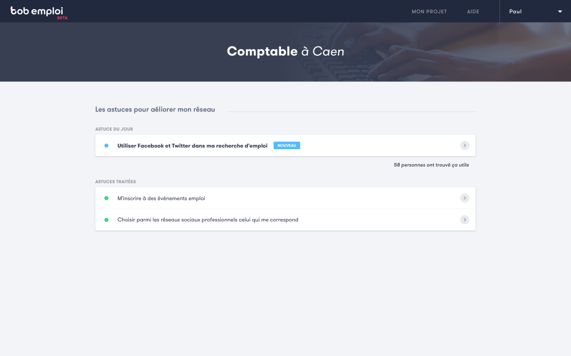 bob emploi
BETA
MON PROJET
AIDE
Paul
Comptable à Caen
Les astuces pour aéliorer mon réseau
ASTUCE DU JOUR
Utiliser Facebook et Twitter dans ma recherche d'emploi
NOUVEAU
58 personnes ont trouvé ça utile
ASTUCES TRAITÉES
M'inscrire à des événements emploi
Choisir parmi les réseaux sociaux professionnels celui qui me correspond